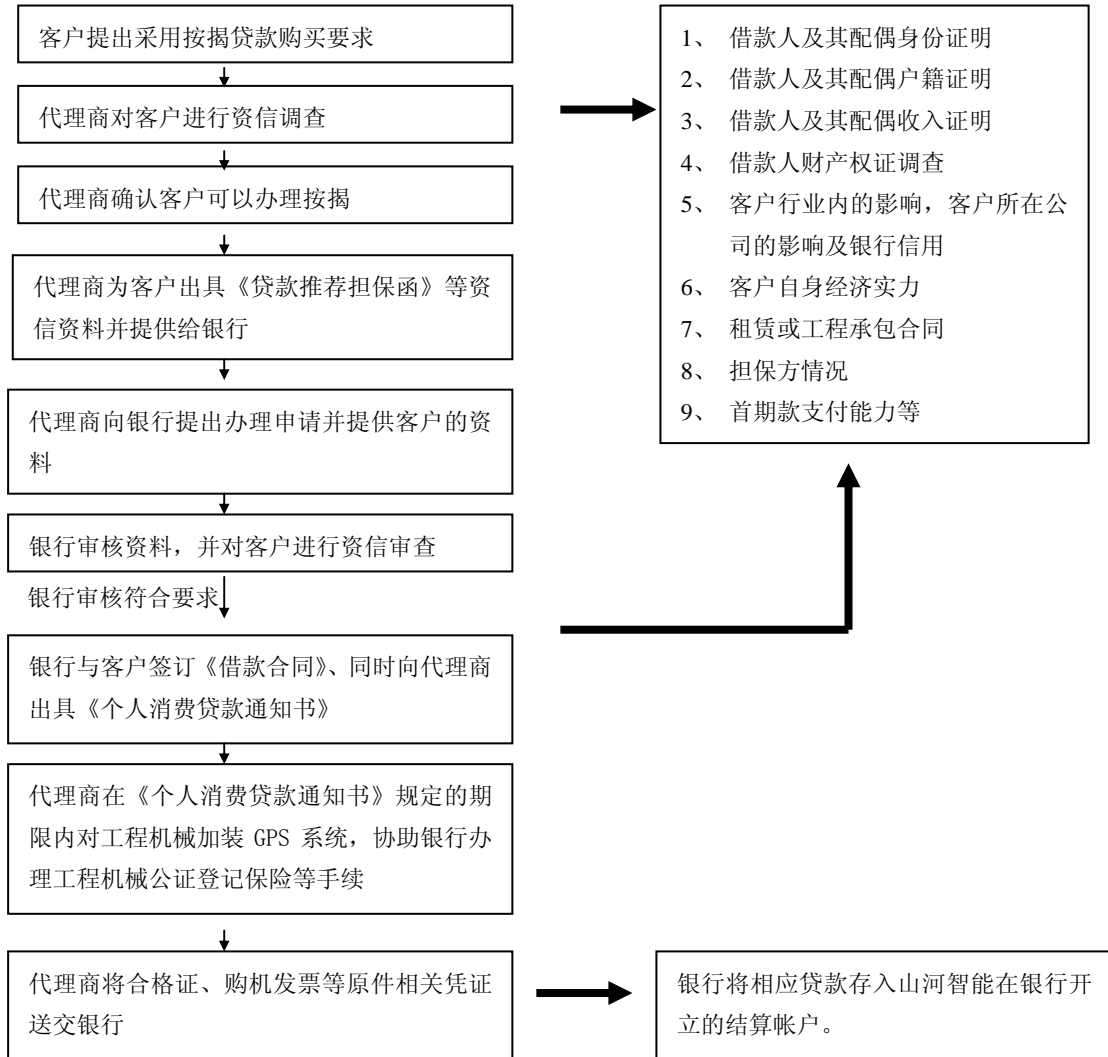 客户提出采用按揭贷款购买要求
代理商对客户进行资信调查
代理商确认客户可以办理按揭
代理商为客户出具《贷款推荐担保函》等资
信资料并提供给银行
代理商向银行提出办理申请并提供客户的资
料
银行审核资料，并对客户进行资信审查
银行审核符合要求
银行与客户签订《借款合同》、同时向代理商
出具《个人消费贷款通知书》
代理商在《个人消费贷款通知书》规定的期
限内对工程机械加装 GPS 系统，协助银行办
理工程机械公证登记保险等手续
代理商将合格证、购机发票等原件相关凭证
送交银行
1、 借款人及其配偶身份证明
2、 借款人及其配偶户籍证明
3、 借款人及其配偶收入证明
4、 借款人财产权证调查
5、 客户行业内的影响，客户所在公
司的影响及银行信用
6、 客户自身经济实力
7、 租赁或工程承包合同
8、 担保方情况
9、 首期款支付能力等
银行将相应贷款存入山河智能在银行开
立的结算帐户。